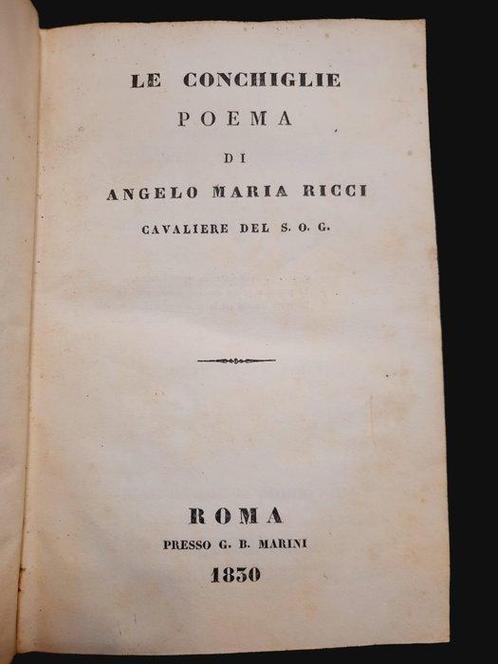 LE CONCHIGLIE
POEMA
DI
ANGELO MARIA RICCI
CAVALIERE DEL S. O. G.
ROMA
PRESSO G. B. MARINI
1830